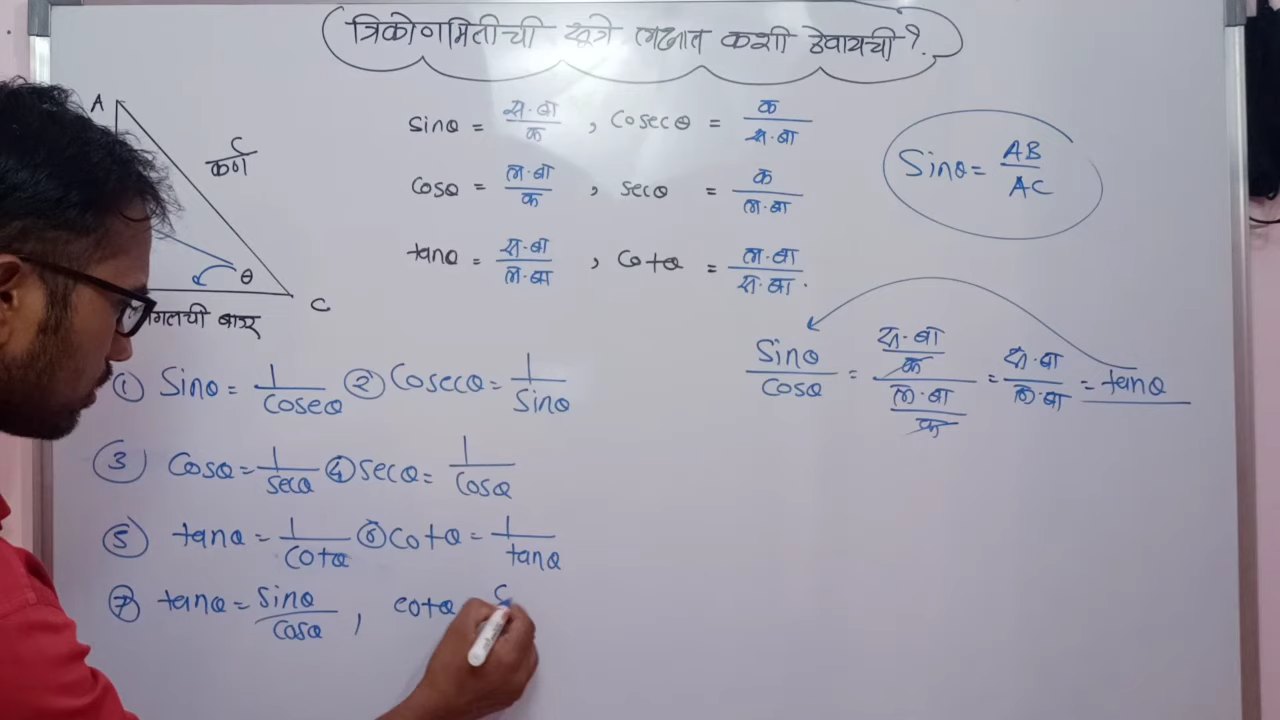 त्रिकोणमितीची सूत्रे लक्षात कशी ठेवायची ?.
A
कर्ण
θ
C
लगतची बाजू
sinθ = स.बा/क , cosecθ = क/स.बा
cosθ = ल.बा/क , secθ = क/ल.बा
tanθ = स.बा/ल.बा , cotθ = ल.बा/स.बा.
Sinθ = AB/AC
Sinθ/Cosθ = (स.बा/क)/(ल.बा/क) = स.बा/ल.बा = tanθ
① Sinθ = 1/Cosecθ ② Cosecθ = 1/Sinθ
③ Cosθ = 1/secθ ④ secθ = 1/Cosθ
⑤ tanθ = 1/Cotθ ⑥ Cotθ = 1/tanθ
⑦ tanθ = Sinθ/Cosθ , cotθ